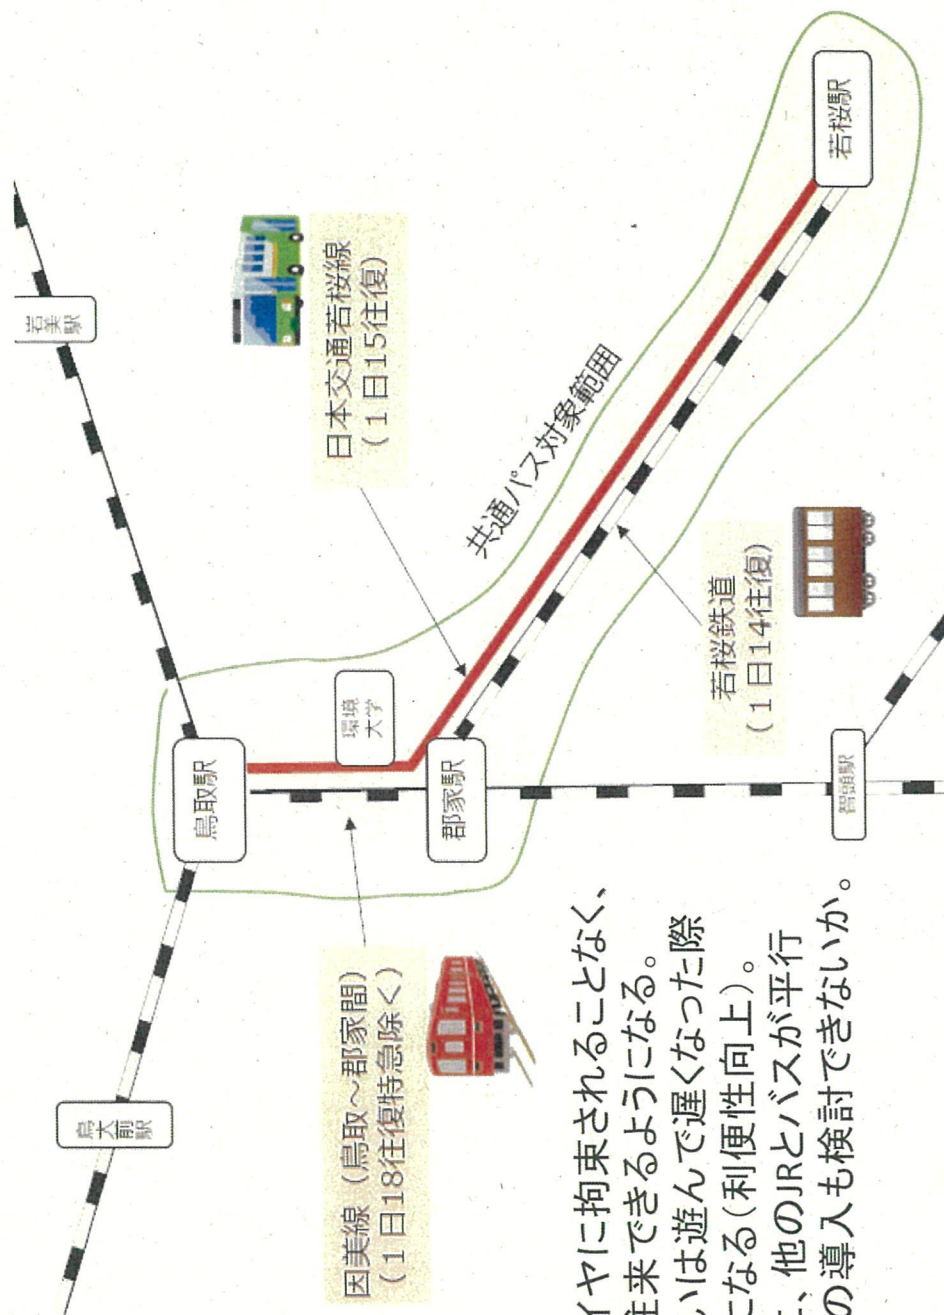 岩美駅
日本交通若桜線
（１日15往復）
若桜駅
共通パス対象範囲
鳥取駅
環境
大学
郡家駅
若桜鉄道
（１日14往復）
智頭駅
鳥大前駅
因美線（鳥取～郡家間）
（１日18往復特急除く）
イヤに拘束されることなく、
往来できるようになる。
いは遊んで遅くなった際
になる（利便性向上）。
、他のJRとバスが平行
の導入も検討できないか。